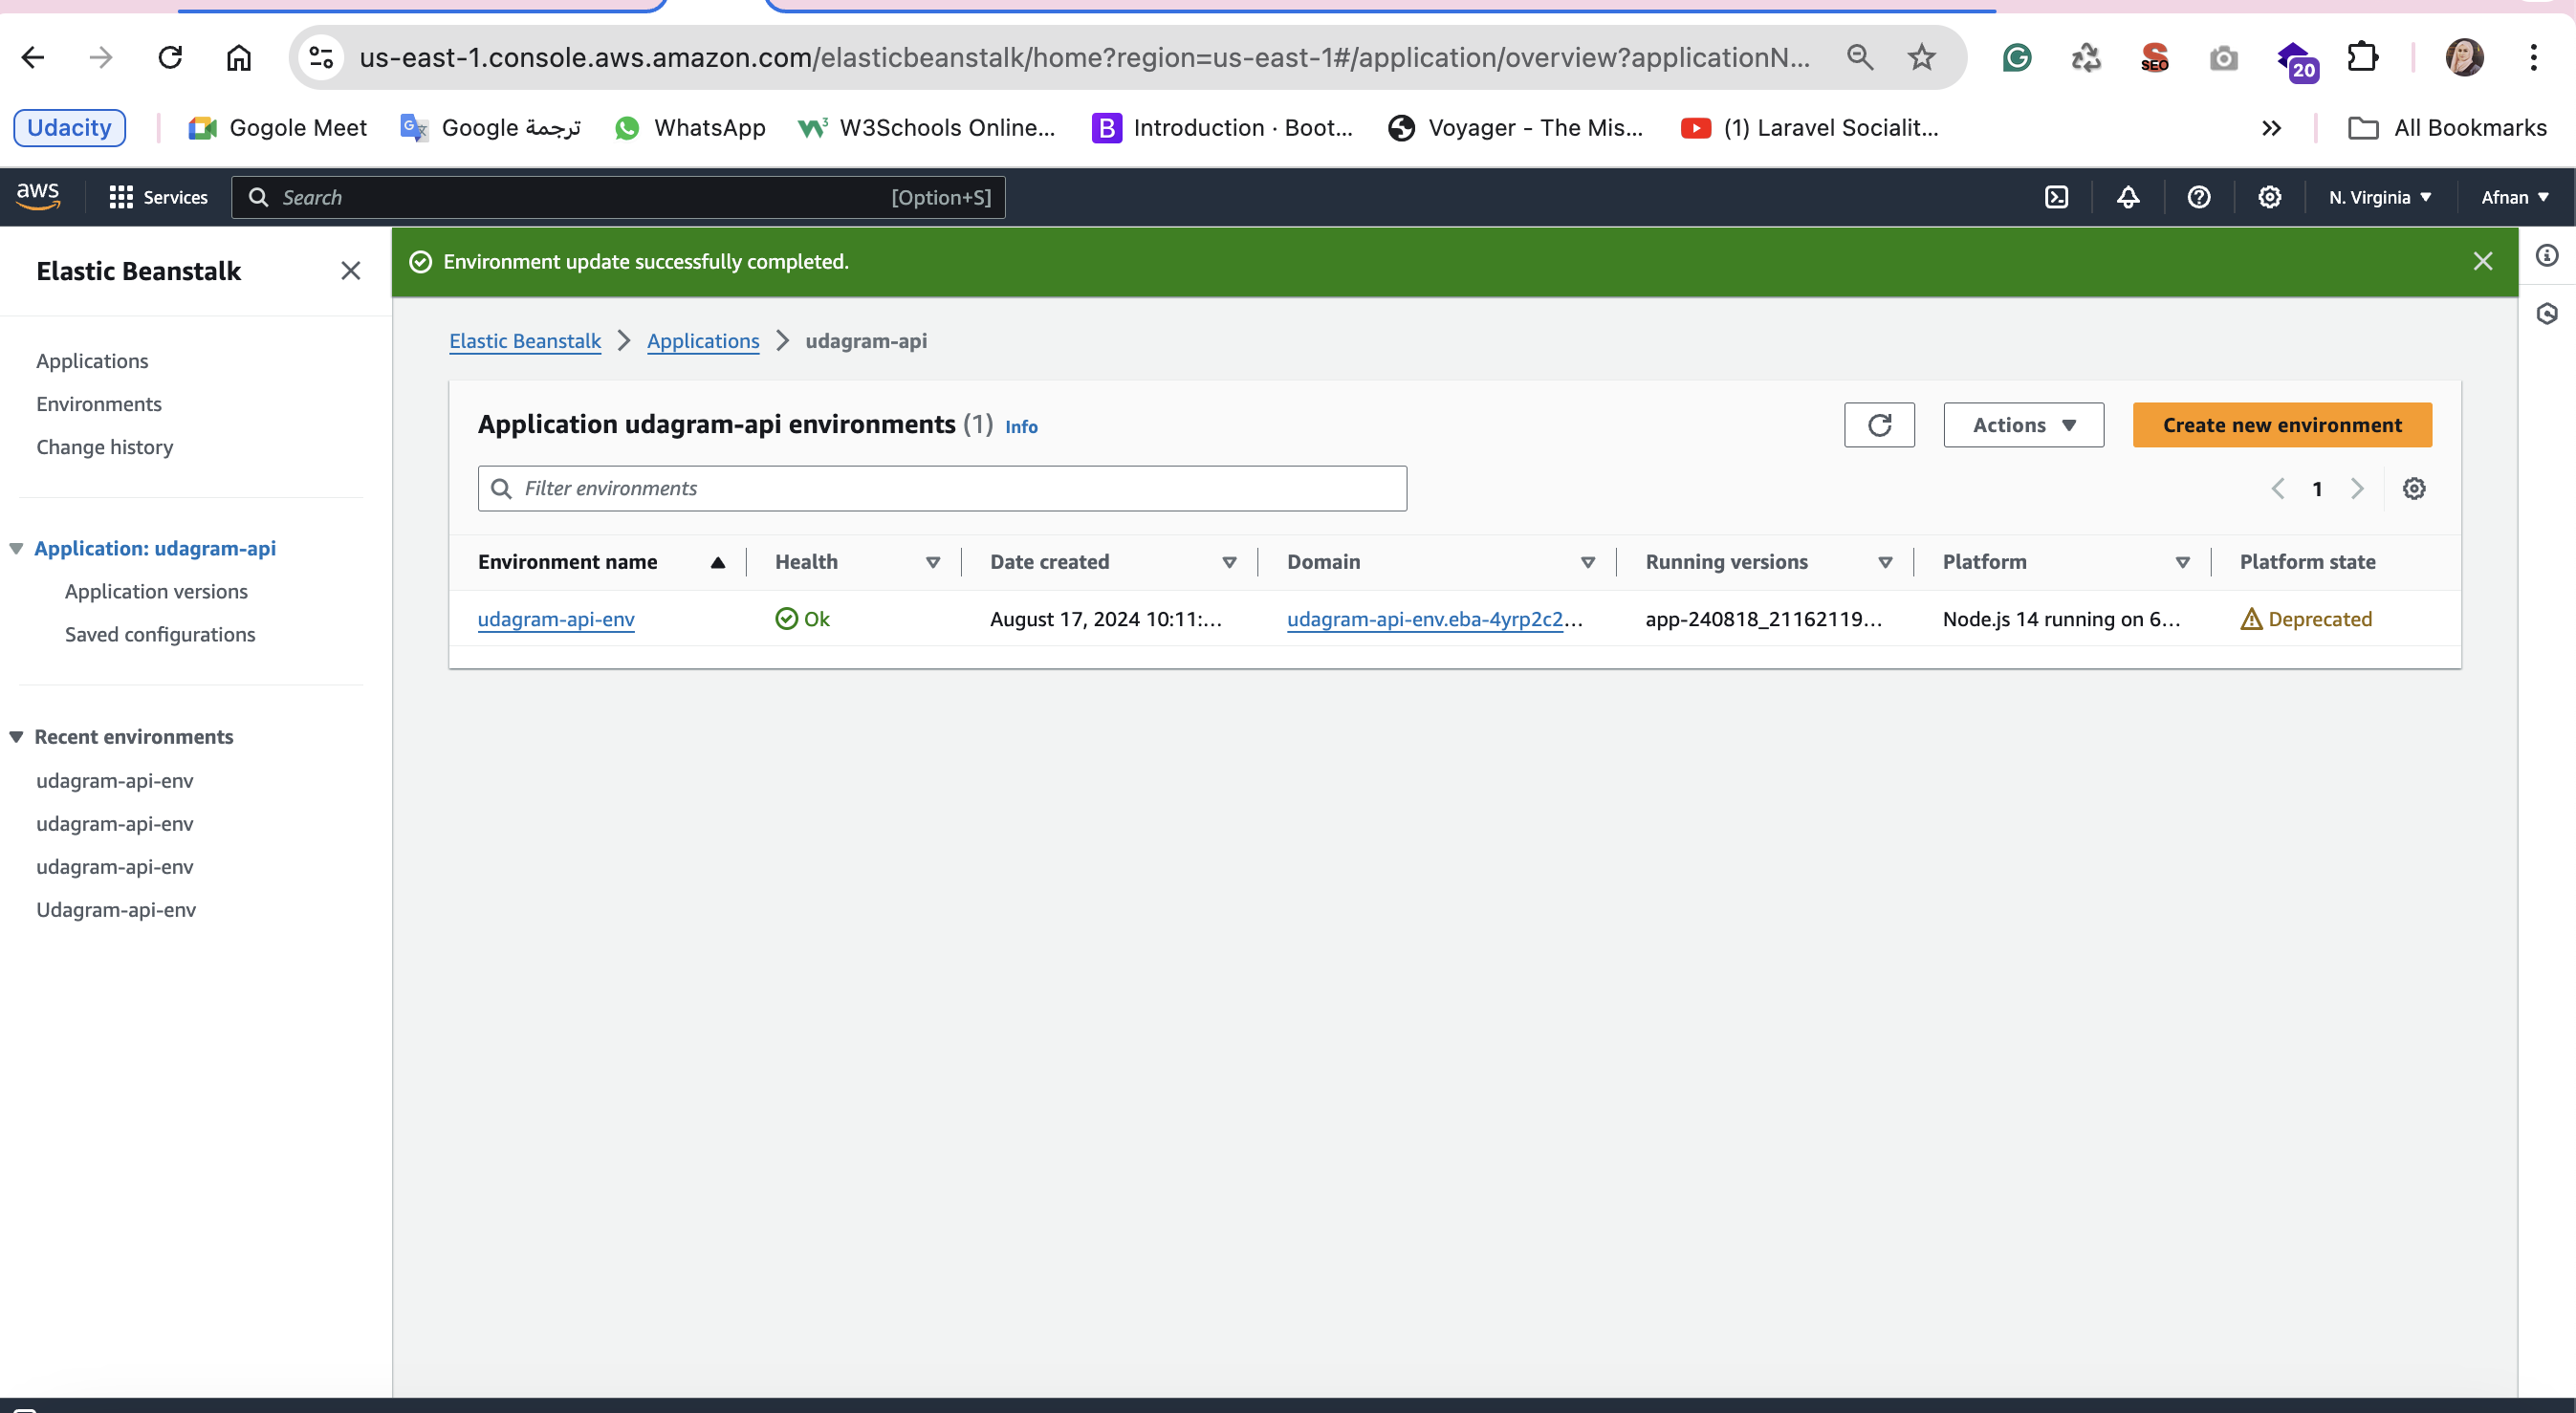 us-east-1.console.aws.amazon.com/elasticbeanstalk/home?region=us-east-1#/application/overview?applicationN...
SEO
20
Udacity
Gogole Meet
Google ترجمة
WhatsApp
W3Schools Online...
B Introduction · Boot...
Voyager - The Mis...
(1) Laravel Socialit...
All Bookmarks
aws
Services
Search
[Option+S]
N. Virginia
Afnan
Elastic Beanstalk
Applications
Environments
Change history
Application: udagram-api
Application versions
Saved configurations
Recent environments
udagram-api-env
udagram-api-env
udagram-api-env
Udagram-api-env
Environment update successfully completed.
Elastic Beanstalk > Applications > udagram-api
Application udagram-api environments (1) Info
Actions
Create new environment
Filter environments
1
Environment name Health Date created Domain Running versions Platform Platform state
udagram-api-env Ok August 17, 2024 10:11:... udagram-api-env.eba-4yrp2c2... app-240818_21162119... Node.js 14 running on 6... Deprecated